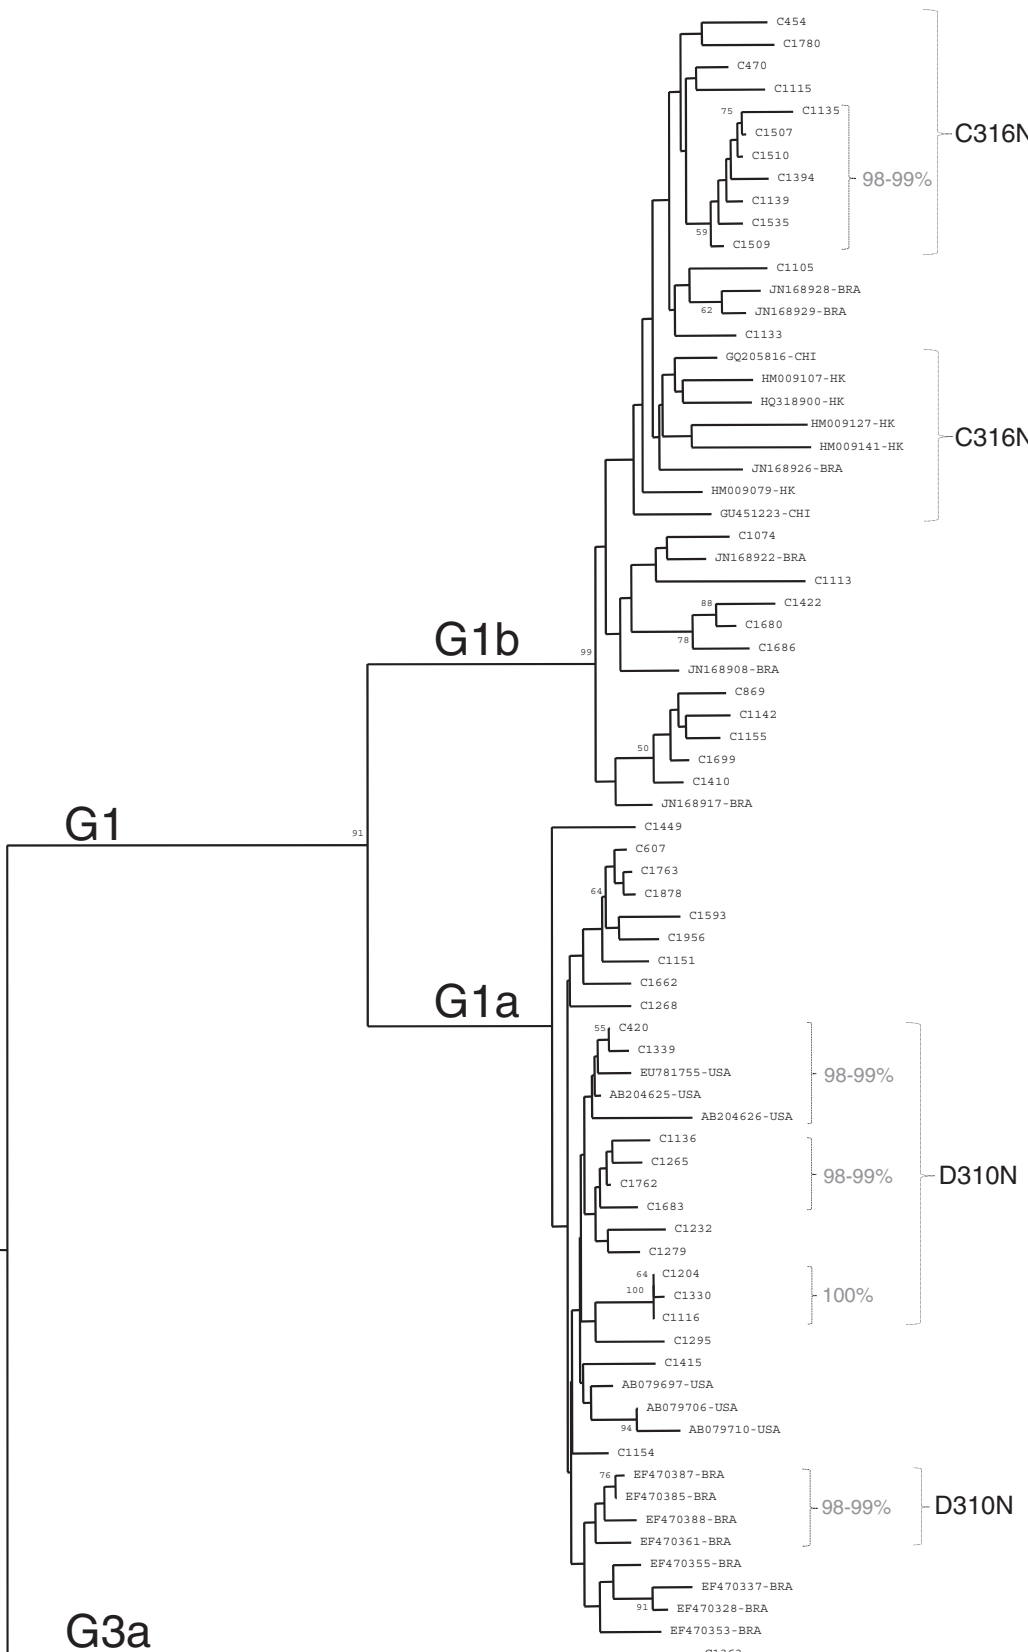 C454
C1780
C470
C1115
75
C1135
C1507
C316N
C1510
C1394
98-99%
C1139
C1535
59
C1509
C1105
JN168928-BRA
62
JN168929-BRA
C1133
GQ205816-CHI
HM009107-HK
HQ318900-HK
HM009127-HK
C316N
HM009141-HK
JN168926-BRA
HM009079-HK
GU451223-CHI
C1074
JN168922-BRA
C1113
88
C1422
C1680
78
C1686
G1b
99
JN168908-BRA
C869
C1142
C1155
50
C1699
C1410
JN168917-BRA
G1
91
C1449
C607
C1763
64
C1878
C1593
C1956
C1151
C1662
G1a
C1268
55
C420
C1339
EU781755-USA
98-99%
AB204625-USA
AB204626-USA
C1136
C1265
98-99%
D310N
C1762
C1683
C1232
C1279
64
C1204
100
C1330
100%
C1116
C1295
C1415
AB079697-USA
AB079706-USA
94
AB079710-USA
C1154
76
EF470387-BRA
EF470385-BRA
98-99%
D310N
EF470388-BRA
EF470361-BRA
EF470355-BRA
EF470337-BRA
91
EF470328-BRA
EF470353-BRA
G3a